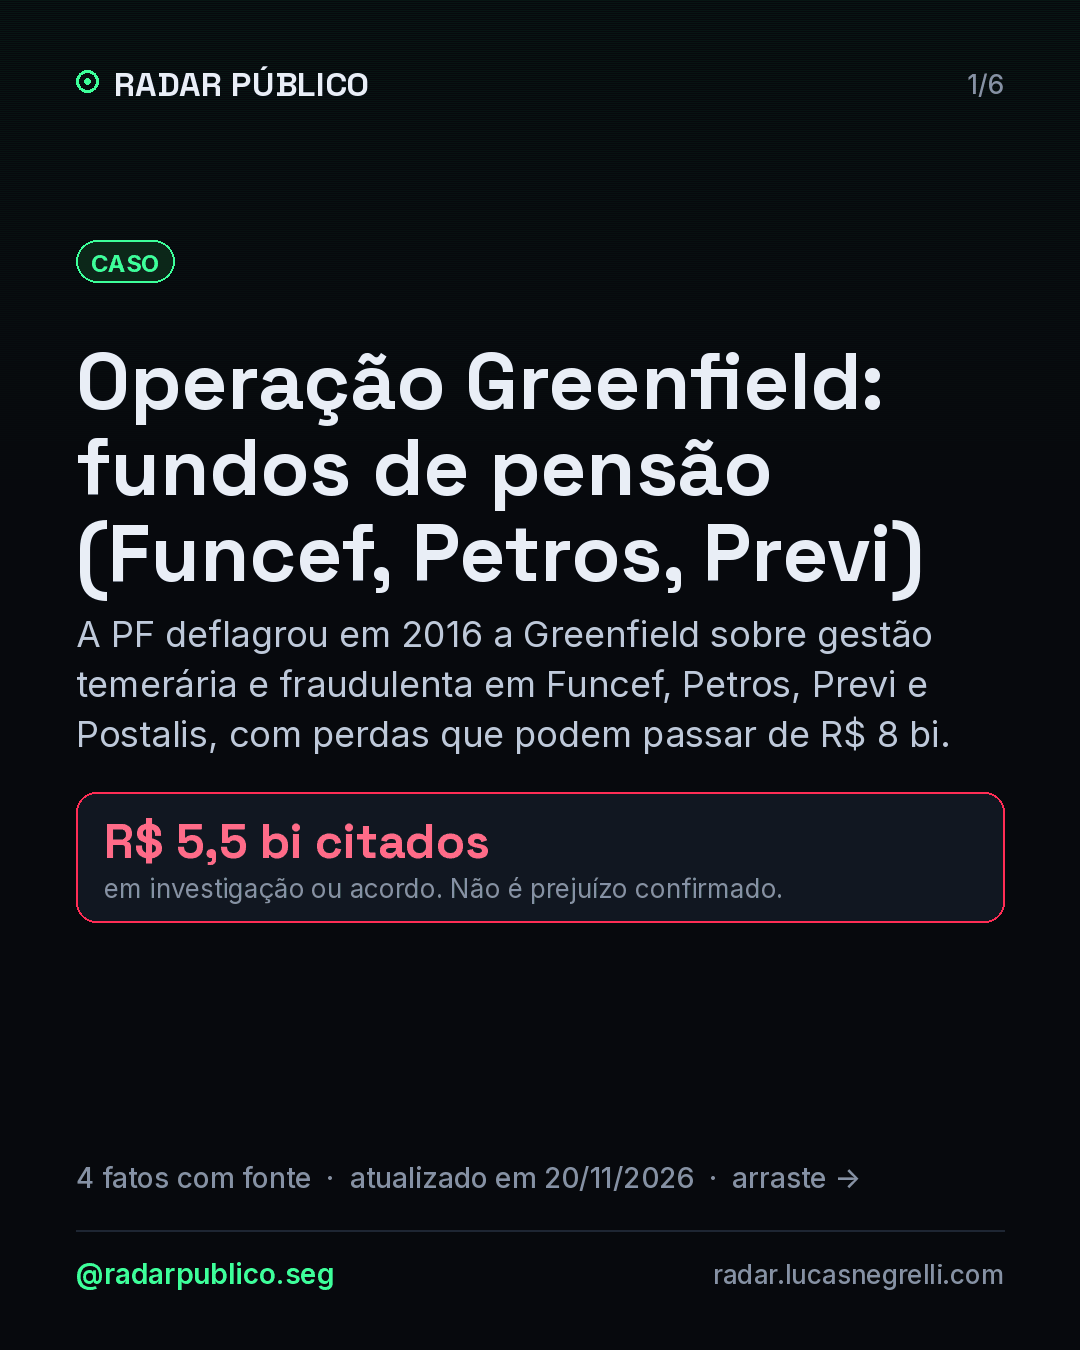 RADAR PÚBLICO
1/6
CASO
Operação Greenfield:
fundos de pensão
(Funcef, Petros, Previ)
A PF deflagrou em 2016 a Greenfield sobre gestão
temerária e fraudulenta em Funcef, Petros, Previ e
Postalis, com perdas que podem passar de R$ 8 bi.
R$ 5,5 bi citados
em investigação ou acordo. Não é prejuízo confirmado.
4 fatos com fonte · atualizado em 20/11/2026 · arraste →
@radarpublico.seg
radar.lucasnegrelli.com